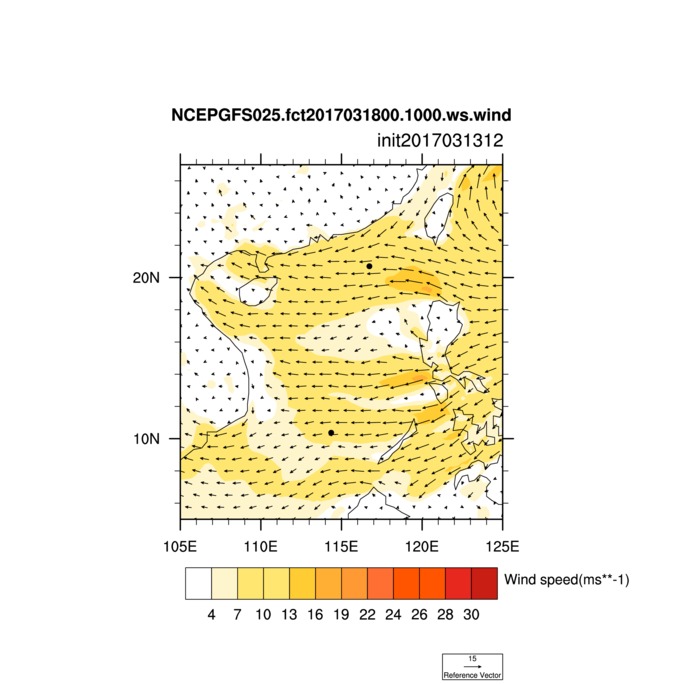 NCEPGFS025.fct2017031800.1000.ws.wind
init2017031312
20N
10N
105E 110E 115E 120E 125E
Wind speed(ms**-1)
4 7 10 13 16 19 22 24 26 28 30
15
Reference Vector